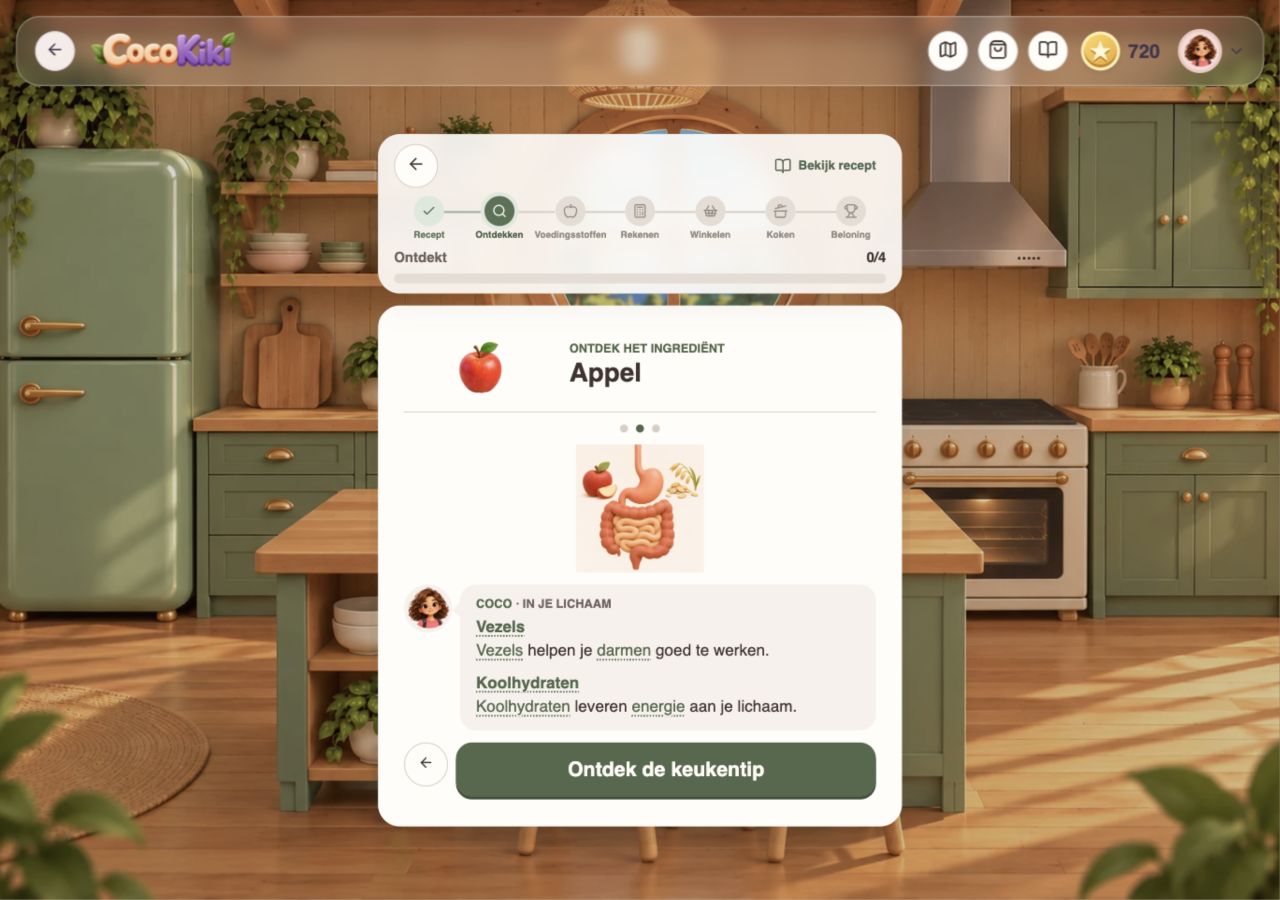 CocoKiki
720
Bekijk recept
Recept
Ontdekken
Voedingsstoffen
Rekenen
Winkelen
Koken
Beloning
Ontdekt
0/4
ONTDEK HET INGREDIËNT
Appel
COCO · IN JE LICHAAM
Vezels
Vezels helpen je darmen goed te werken.
Koolhydraten
Koolhydraten leveren energie aan je lichaam.
Ontdek de keukentip